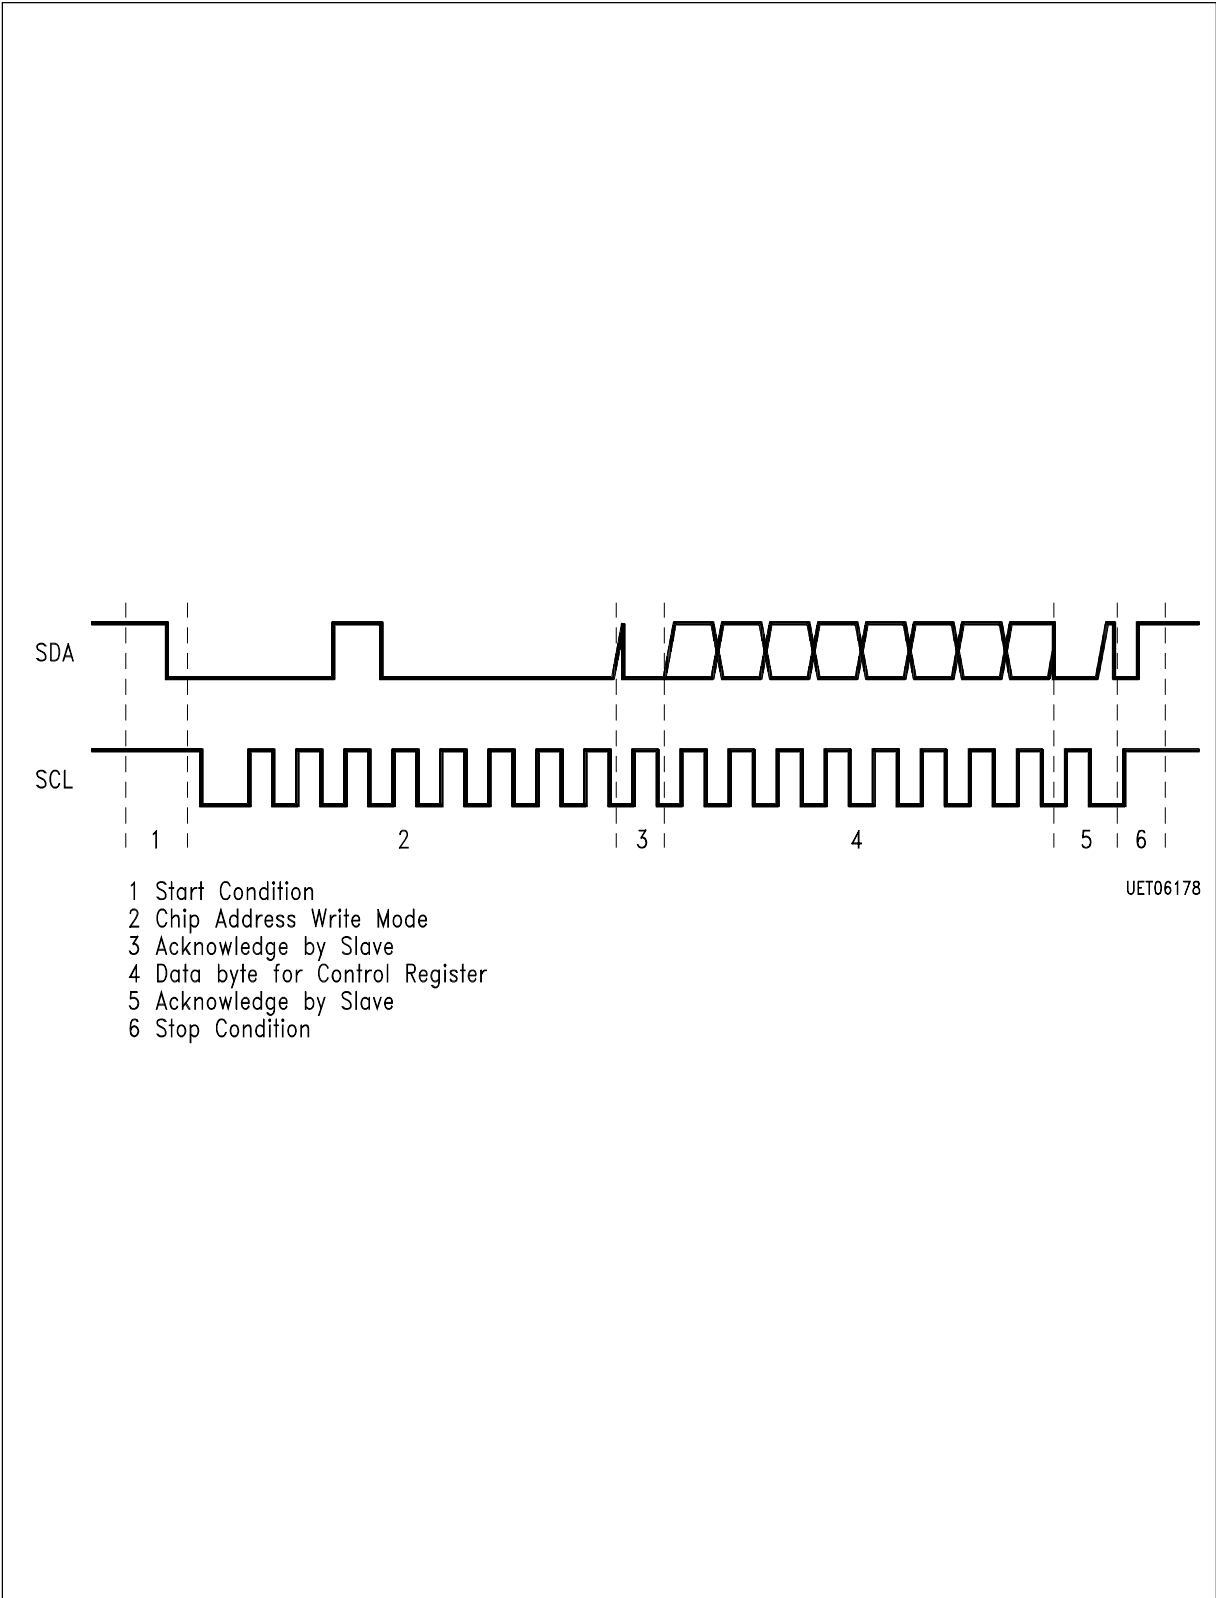 SDA
SCL
1 2 3 4 5 6
1 Start Condition
2 Chip Address Write Mode
3 Acknowledge by Slave
4 Data byte for Control Register
5 Acknowledge by Slave
6 Stop Condition
UET06178